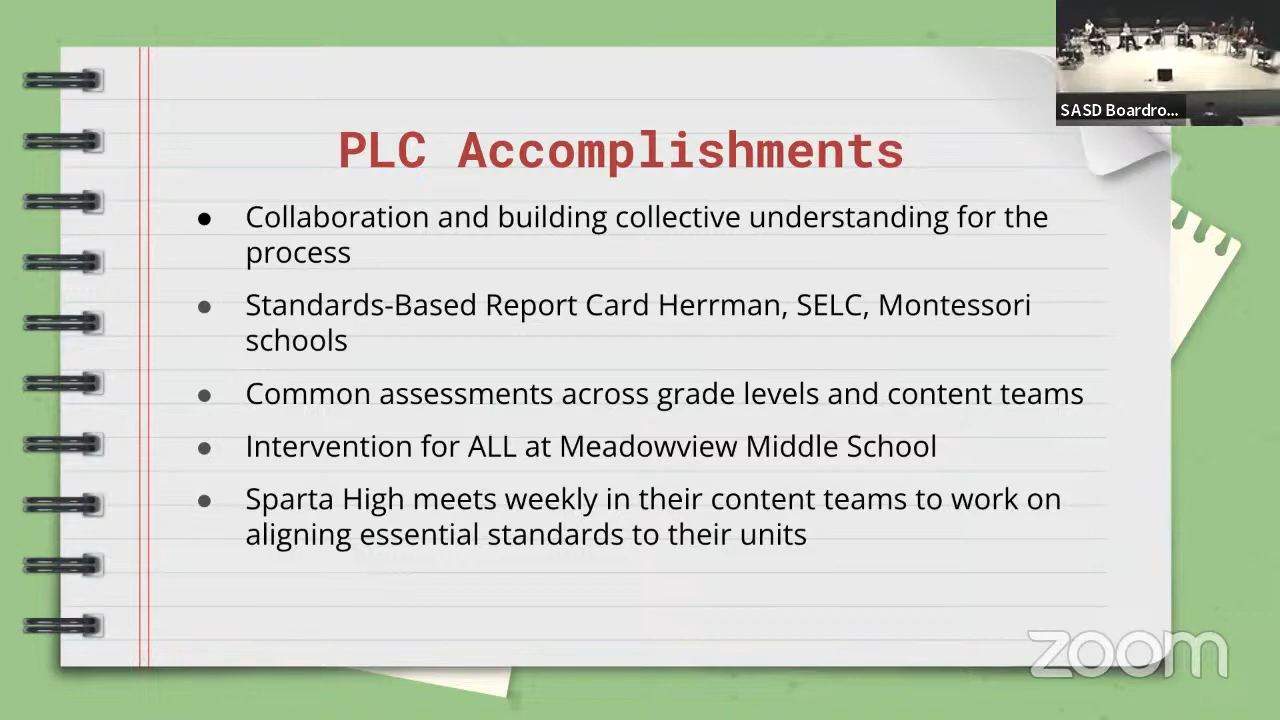 SASD Boardro...
PLC Accomplishments
● Collaboration and building collective understanding for the
process
● Standards-Based Report Card Herrman, SELC, Montessori
schools
● Common assessments across grade levels and content teams
● Intervention for ALL at Meadowview Middle School
● Sparta High meets weekly in their content teams to work on
aligning essential standards to their units
zoom